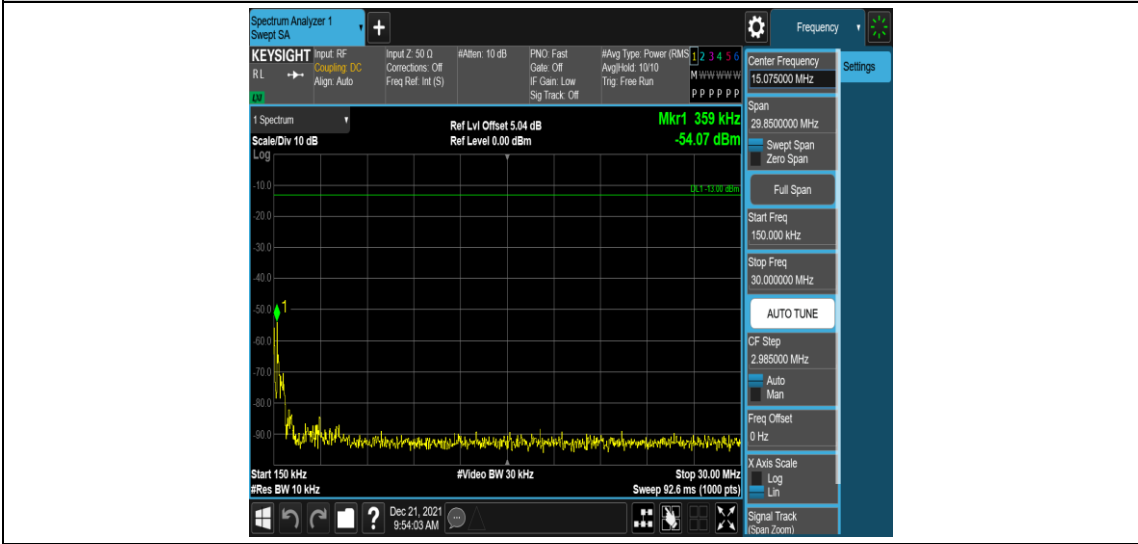 Spectrum Analyzer 1
Swept SA
+
Frequency
KEYSIGHT
RL
Input: RF
Coupling: DC
Align: Auto
Input Z: 50 Ω
Corrections: Off
Freq Ref: Int (S)
#Atten: 10 dB
PNO: Fast
Gate: Off
IF Gain: Low
Sig Track: Off
#Avg Type: Power (RMS
Avg|Hold: 10/10
Trig: Free Run
1 2 3 4 5 6
M W W W W W
P P P P P P
1 Spectrum
Scale/Div 10 dB
Log
Ref Lvl Offset 5.04 dB
Ref Level 0.00 dBm
Mkr1 359 kHz
-54.07 dBm
DL1 -13.00 dBm
-10.0
-20.0
-30.0
-40.0
-50.0
-60.0
-70.0
-80.0
-90.0
1
Start 150 kHz
#Res BW 10 kHz
#Video BW 30 kHz
Stop 30.00 MHz
Sweep 92.6 ms (1000 pts)
Center Frequency
15.075000 MHz
Span
29.8500000 MHz
Swept Span
Zero Span
Full Span
Start Freq
150.000 kHz
Stop Freq
30.000000 MHz
AUTO TUNE
CF Step
2.985000 MHz
Auto
Man
Freq Offset
0 Hz
X Axis Scale
Log
Lin
Signal Track
(Span Zoom)
Settings
?
Dec 21, 2021
9:54:03 AM